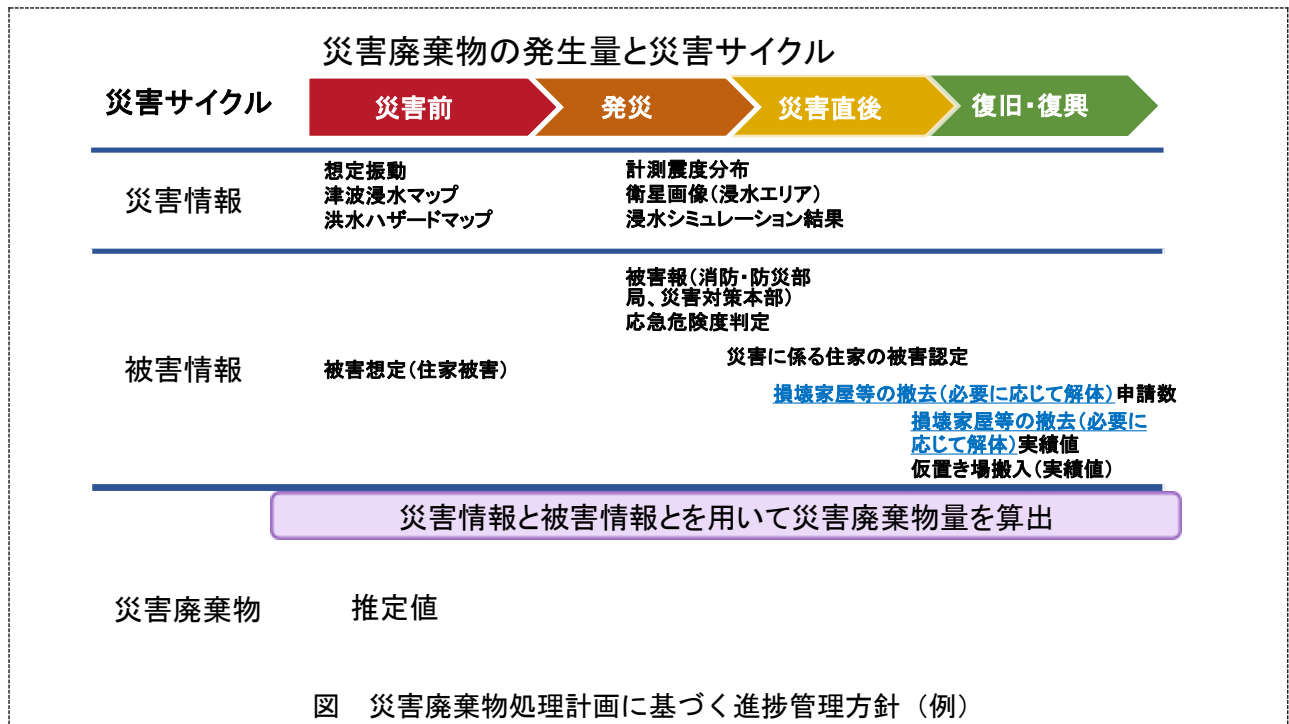 災害廃棄物の発生量と災害サイクル
災害サイクル
災害前
発災
災害直後
復旧・復興
災害情報
想定振動
津波浸水マップ
洪水ハザードマップ
計測震度分布
衛星画像(浸水エリア)
浸水シミュレーション結果
被害情報
被害想定(住家被害)
被害報(消防・防災部
局、災害対策本部)
応急危険度判定
災害に係る住家の被害認定
損壊家屋等の撤去(必要に応じて解体)申請数
損壊家屋等の撤去(必要に
応じて解体)実績値
仮置き場搬入(実績値)
災害情報と被害情報とを用いて災害廃棄物量を算出
災害廃棄物
推定値
図 災害廃棄物処理計画に基づく進捗管理方針（例）